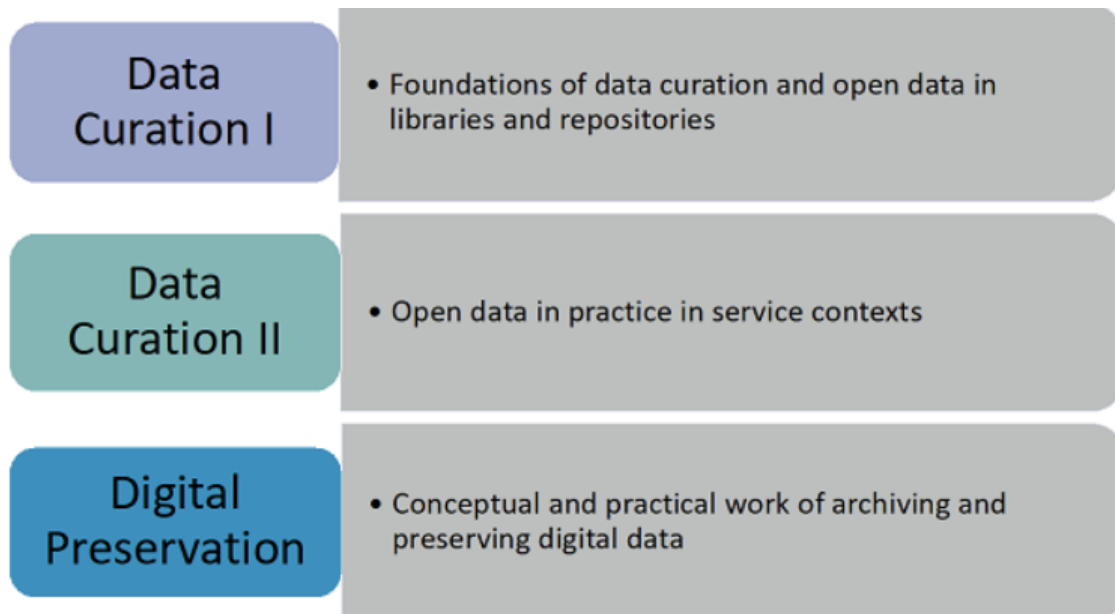 Data
Curation I
• Foundations of data curation and open data in
libraries and repositories
Data
Curation II
• Open data in practice in service contexts
Digital
Preservation
• Conceptual and practical work of archiving and
preserving digital data